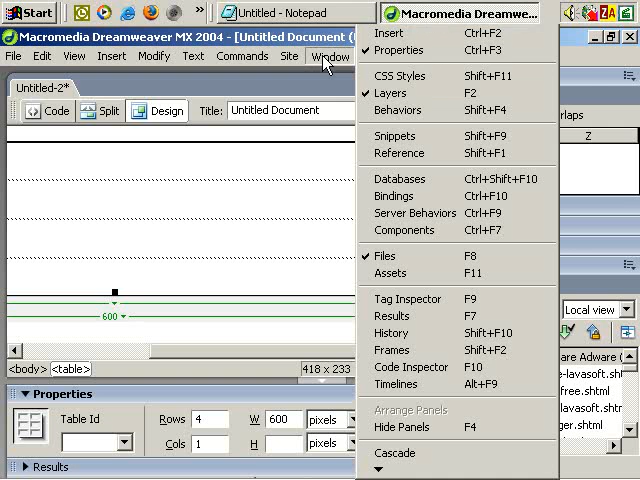 Start
»
Untitled - Notepad
Macromedia Dreamwe...
ZA
Macromedia Dreamweaver MX 2004 - [Untitled Document (
File Edit View Insert Modify Text Commands Site Window
Untitled-2*
Code Split Design Title: Untitled Document
Insert Ctrl+F2
Properties Ctrl+F3
CSS Styles Shift+F11
Layers F2
Behaviors Shift+F4
Snippets Shift+F9
Reference Shift+F1
Databases Ctrl+Shift+F10
Bindings Ctrl+F10
Server Behaviors Ctrl+F9
Components Ctrl+F7
Files F8
Assets F11
Tag Inspector F9
Results F7
History Shift+F10
Frames Shift+F2
Code Inspector F10
Timelines Alt+F9
Arrange Panels
Hide Panels F4
Cascade
rlaps
Z
Local view
are Adware (
e-lavasoft.sht
free.shtml
lavasoft.shtm
ger.shtml
600
<body> <table> 418 x 233
Properties
Table Id Rows 4 W 600 pixels
Cols 1 H pixels
Results